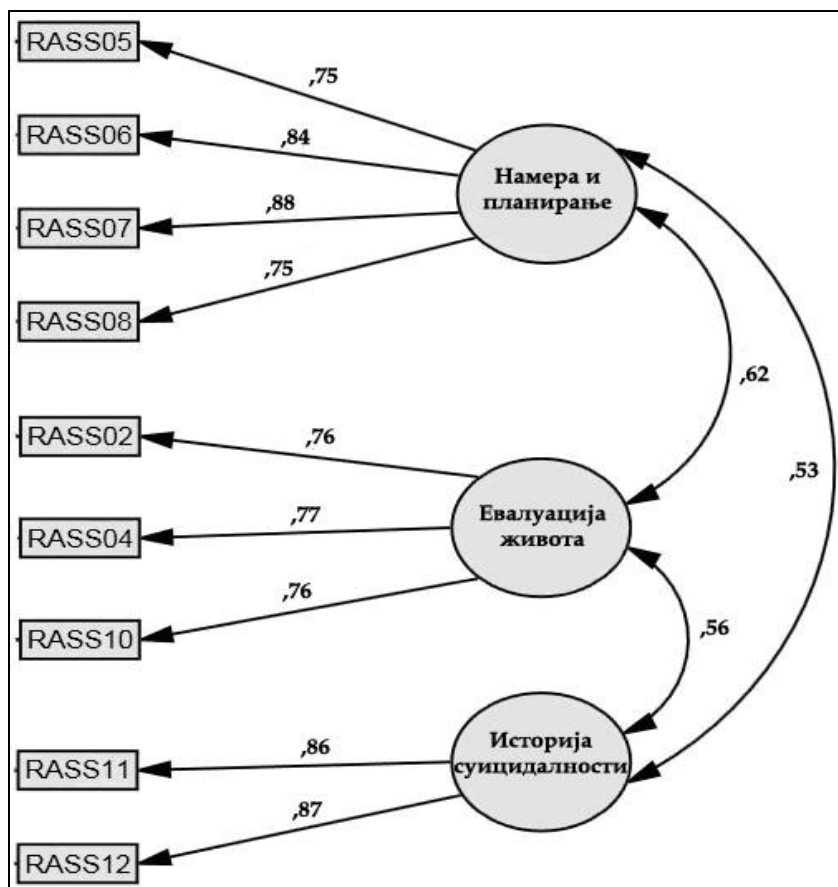 RASS05
,75
RASS06
,84
Намера и
планирање
RASS07
,88
,75
RASS08
,62
RASS02
,76
,53
Евалуација
живота
RASS04
,77
RASS10
,76
,56
Историја
суицидалности
RASS11
,86
,87
RASS12